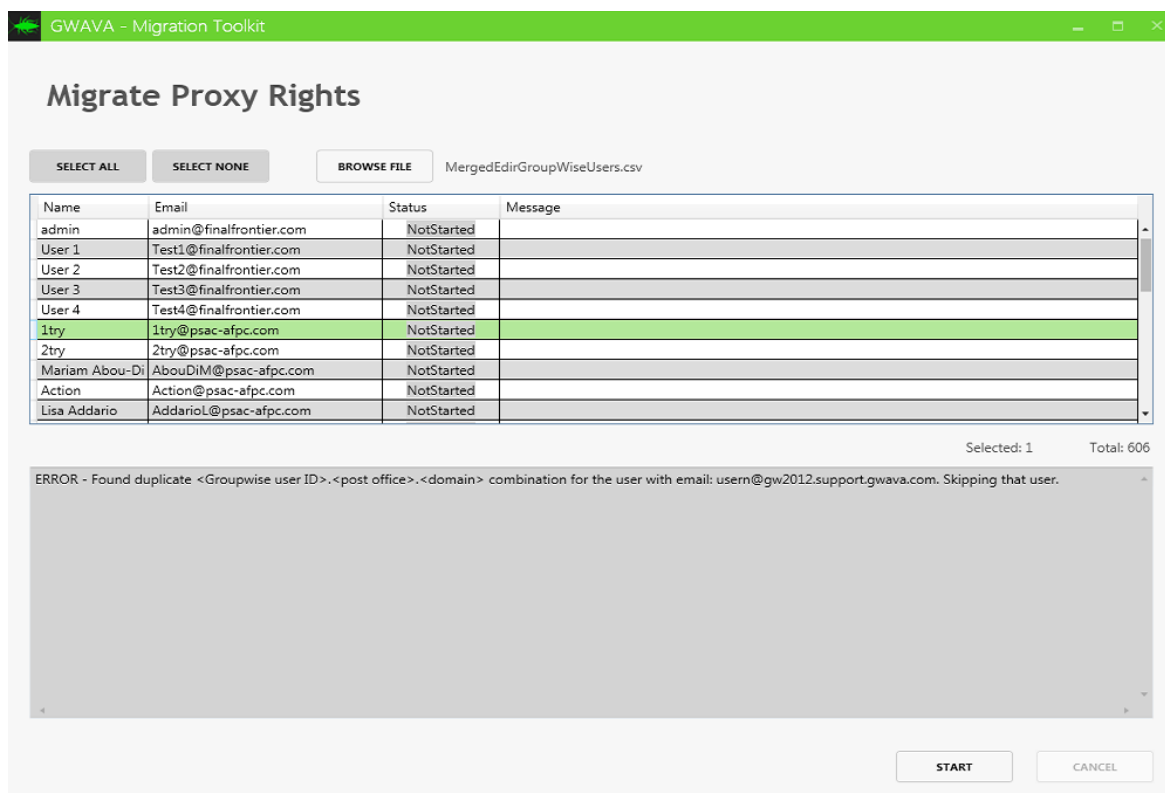 GWAVA - Migration Toolkit
Migrate Proxy Rights
SELECT ALL SELECT NONE BROWSE FILE MergedEdirGroupWiseUsers.csv
Name Email Status Message
admin admin@finalfrontier.com NotStarted
User 1 Test1@finalfrontier.com NotStarted
User 2 Test2@finalfrontier.com NotStarted
User 3 Test3@finalfrontier.com NotStarted
User 4 Test4@finalfrontier.com NotStarted
1try 1try@psac-afpc.com NotStarted
2try 2try@psac-afpc.com NotStarted
Mariam Abou-Di AbouDiM@psac-afpc.com NotStarted
Action Action@psac-afpc.com NotStarted
Lisa Addario AddarioL@psac-afpc.com NotStarted
Selected: 1 Total: 606
ERROR - Found duplicate <Groupwise user ID>.<post office>.<domain> combination for the user with email: usern@gw2012.support.gwava.com. Skipping that user.
START CANCEL